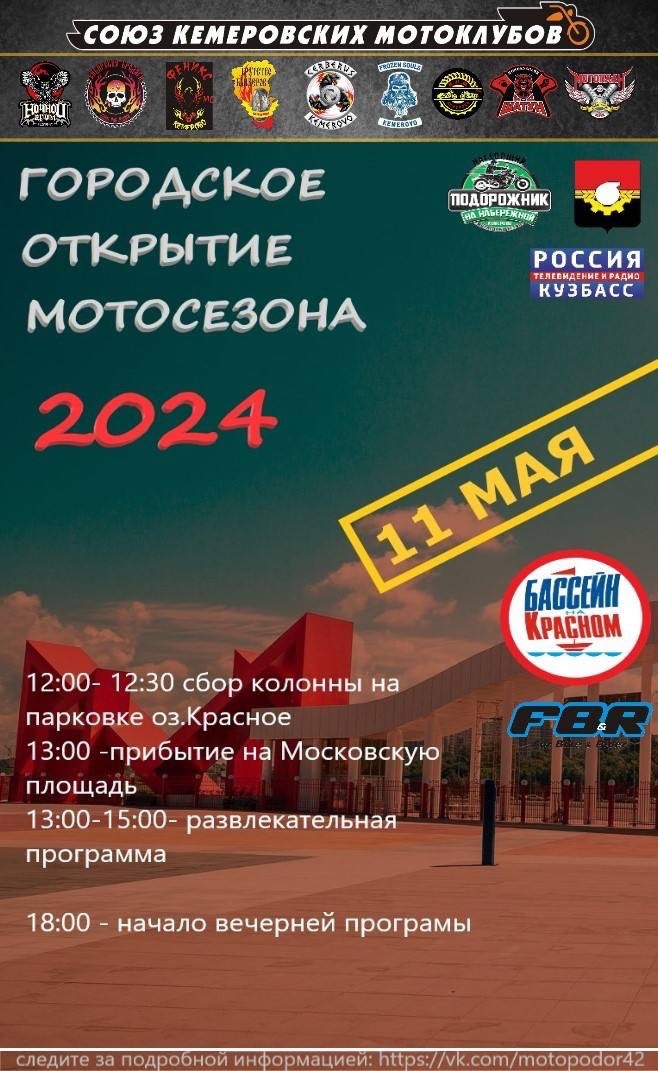 СОЮЗ КЕМЕРОВСКИХ МОТОКЛУБОВ
НОЧНОЙ
ФЕНИКС
МС
КЕМЕРОВО
CERBERUS
KEMEROVO
FROZEN SOULS
KEMEROVO
ГОРОДСКОЕ
ОТКРЫТИЕ
МОТОСЕЗОНА
2024
ПОДОРОЖНИК
НА НАБЕРЕЖНОЙ
РОССИЯ
ТЕЛЕВИДЕНИЕ И РАДИО
КУЗБАСС
11 МАЯ
БАССЕЙН
НА
КРАСНОМ
FB&R
12:00- 12:30 сбор колонны на
парковке оз.Красное
13:00 -прибытие на Московскую
площадь
13:00-15:00- развлекательная
программа
18:00 - начало вечерней програмы
следите за подробной информацией: https://vk.com/motopodor42